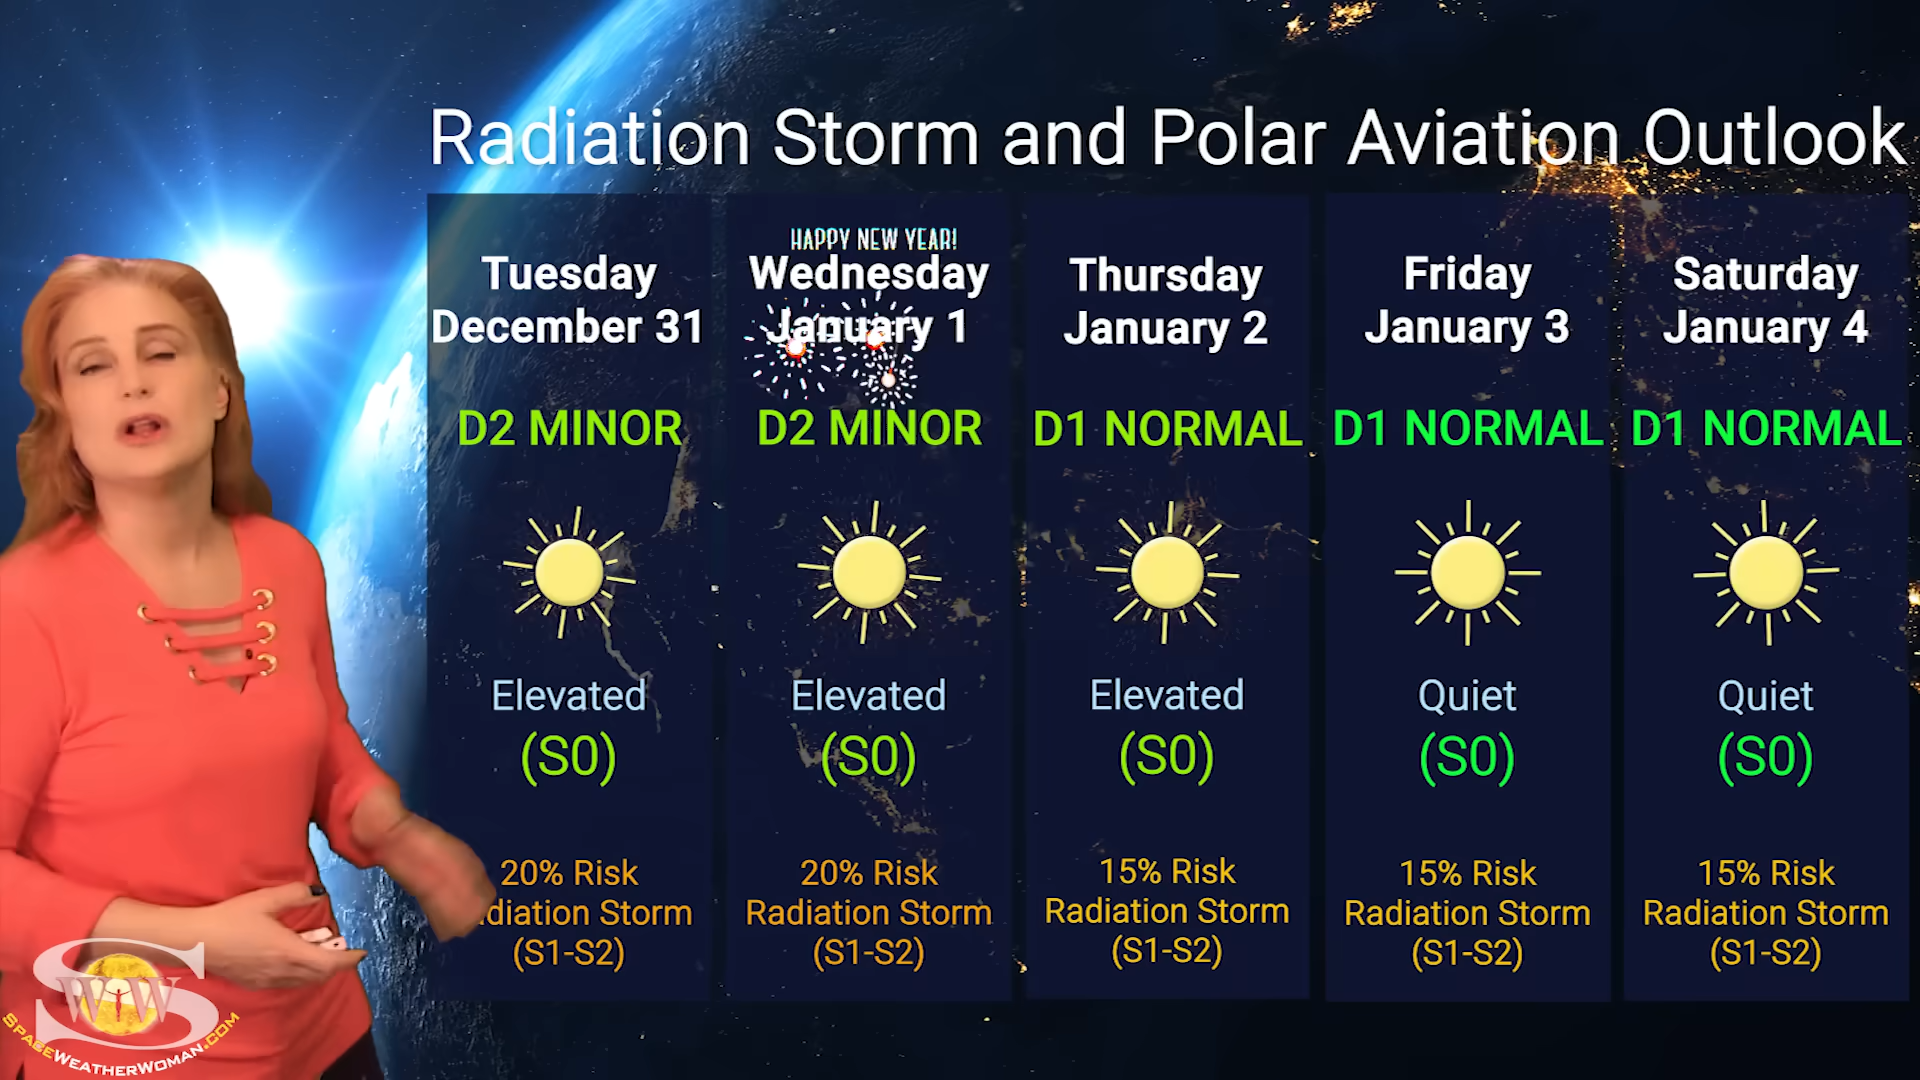 Radiation Storm and Polar Aviation Outlook
Tuesday
December 31
D2 MINOR
Elevated
(S0)
20% Risk
diation Storm
(S1-S2)
HAPPY NEW YEAR!
Wednesday
January 1
D2 MINOR
Elevated
(S0)
20% Risk
Radiation Storm
(S1-S2)
Thursday
January 2
D1 NORMAL
Elevated
(S0)
15% Risk
Radiation Storm
(S1-S2)
Friday
January 3
D1 NORMAL
Quiet
(S0)
15% Risk
Radiation Storm
(S1-S2)
Saturday
January 4
D1 NORMAL
Quiet
(S0)
15% Risk
Radiation Storm
(S1-S2)
SWW
SPACEWEATHERWOMAN.COM